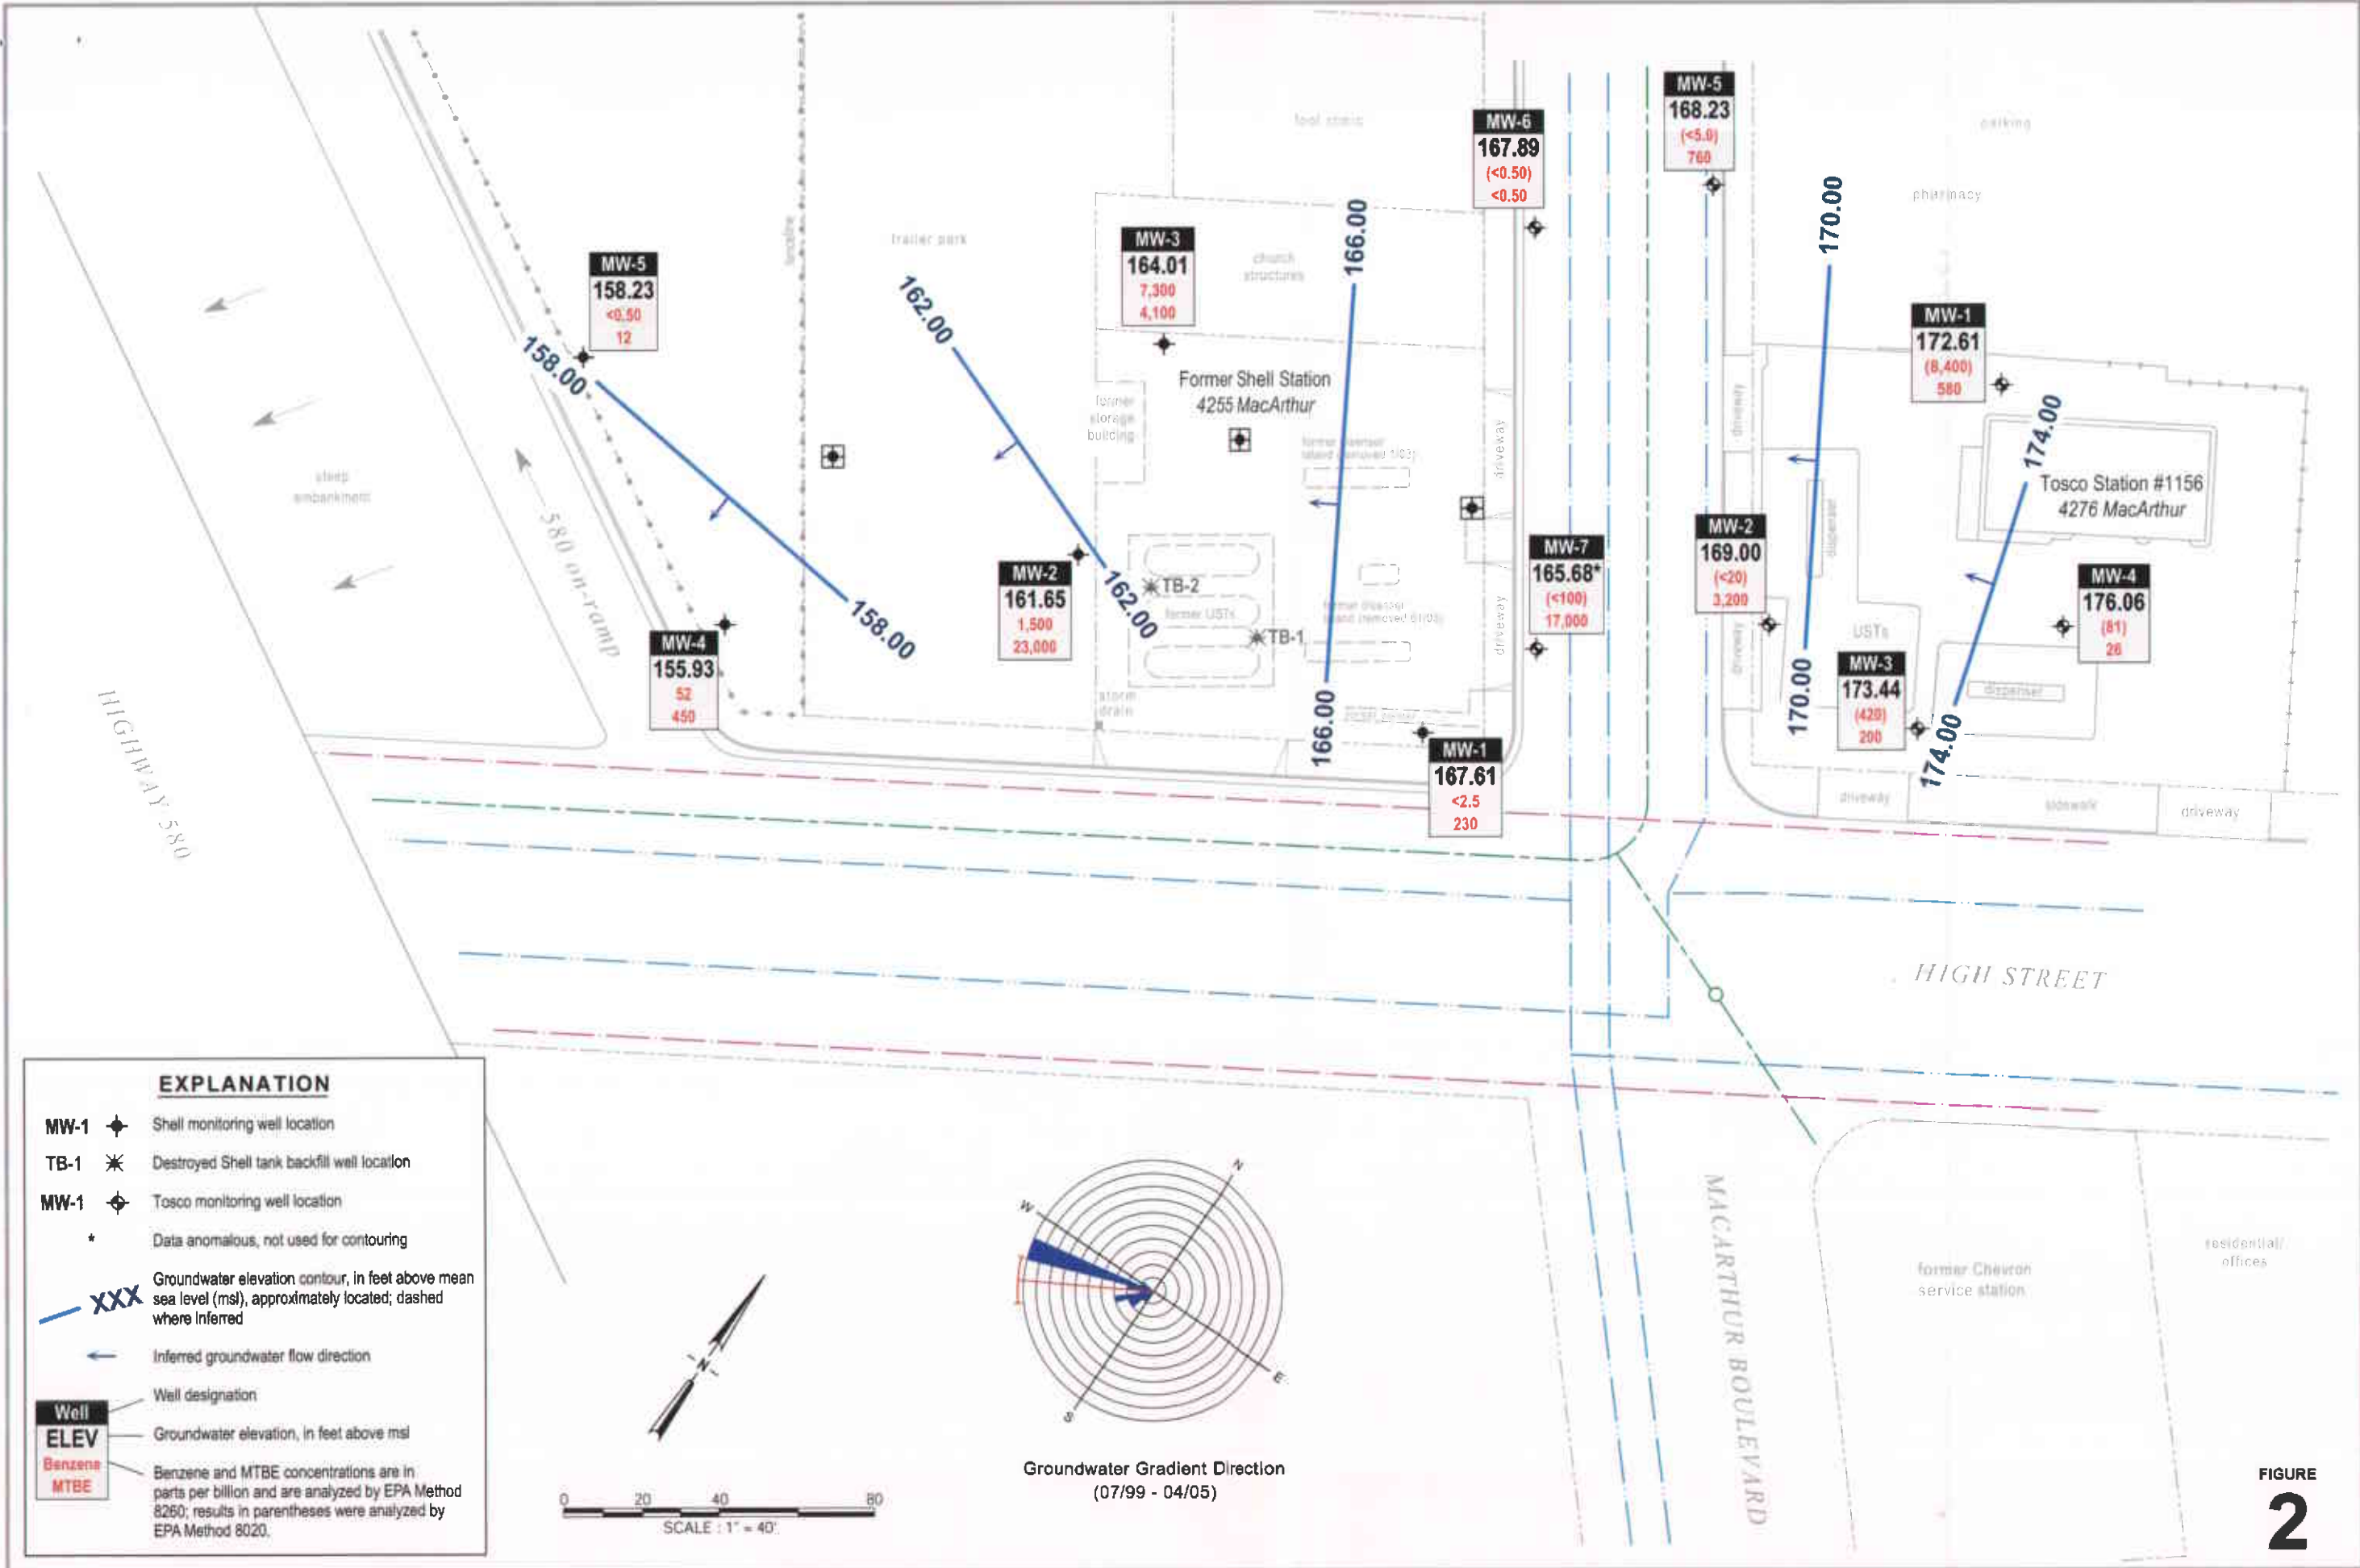 MW-5
168.23
(<5.0)
760
MW-6
167.89
(<0.50)
<0.50
parking
pharmacy
170.00
170.00
trailer park
fenceline
church
structures
MW-3
164.01
7,300
4,100
166.00
166.00
MW-5
158.23
<0.50
12
158.00
158.00
162.00
162.00
MW-1
172.61
(8,400)
580
174.00
174.00
Former Shell Station
4255 MacArthur
storage
building
driveway
driveway
driveway
driveway
dispenser
Tosco Station #1156
4276 MacArthur
steep
embankment
580 on-ramp
MW-2
161.65
1,500
23,000
TB-2
former USTs
TB-1
MW-7
165.68*
(<100)
17,000
MW-2
169.00
(<20)
3,200
MW-4
176.06
(81)
26
USTs
MW-3
173.44
(420)
200
dispenser
MW-4
155.93
52
450
storm
drain
MW-1
167.61
<2.5
230
driveway
sidewalk
driveway
HIGHWAY 580
HIGH STREET
MACARTHUR BOULEVARD
former Chevron
service station
residential/
offices
EXPLANATION
MW-1 Shell monitoring well location
TB-1 Destroyed Shell tank backfill well location
MW-1 Tosco monitoring well location
* Data anomalous, not used for contouring
XXX Groundwater elevation contour, in feet above mean
sea level (msl), approximately located; dashed
where Inferred
Inferred groundwater flow direction
Well designation
Well
ELEV
Benzene
MTBE
Groundwater elevation, in feet above msl
Benzene and MTBE concentrations are in
parts per billion and are analyzed by EPA Method
8260; results in parentheses were analyzed by
EPA Method 8020.
N
0 20 40 80
SCALE : 1" = 40'
N
W
E
S
Groundwater Gradient Direction
(07/99 - 04/05)
FIGURE
2